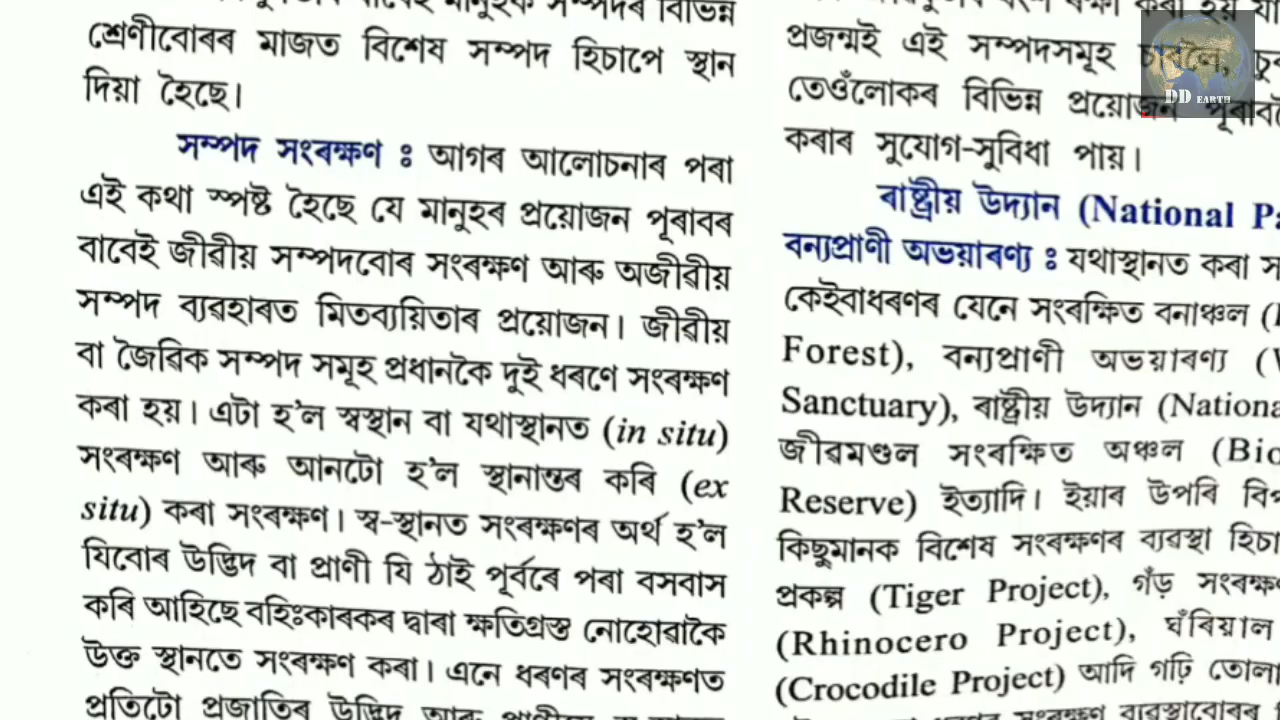 শ্ৰেণীবোৰৰ মাজত বিশেষ সম্পদ হিচাপে স্থান
দিয়া হৈছে।
সম্পদ সংৰক্ষণ ঃ আগৰ আলোচনাৰ পৰা
এই কথা স্পষ্ট হৈছে যে মানুহৰ প্ৰয়োজন পূৰাবৰ
বাবেই জীৱীয় সম্পদবোৰ সংৰক্ষণ আৰু অজীৱীয়
সম্পদ ব্যৱহাৰত মিতব্যয়িতাৰ প্ৰয়োজন। জীৱীয়
বা জৈৱিক সম্পদ সমূহ প্ৰধানকৈ দুই ধৰণে সংৰক্ষণ
কৰা হয়। এটা হ'ল স্বস্থান বা যথাস্থানত (in situ)
সংৰক্ষণ আৰু আনটো হ'ল স্থানান্তৰ কৰি (ex
situ) কৰা সংৰক্ষণ। স্ব-স্থানত সংৰক্ষণৰ অৰ্থ হ'ল
যিবোৰ উদ্ভিদ বা প্ৰাণী যি ঠাই পূৰ্বৰে পৰা বসবাস
কৰি আহিছে বহিঃকাৰকৰ দ্বাৰা ক্ষতিগ্ৰস্ত নোহোৱাকৈ
উক্ত স্থানতে সংৰক্ষণ কৰা। এনে ধৰণৰ সংৰক্ষণত
প্ৰতিটো প্ৰজাতিৰ উদ্ভিদ আৰু
প্ৰজন্মই এই সম্পদসমূহ
তেওঁলোকৰ বিভিন্ন প্ৰয়োজন
কৰাৰ সুযোগ-সুবিধা পায়।
ৰাষ্ট্ৰীয় উদ্যান (National
বন্যপ্ৰাণী অভয়াৰণ্য ঃ যথাস্থানত কৰা
কেইবাধৰণৰ যেনে সংৰক্ষিত বনাঞ্চল
Forest), বন্যপ্ৰাণী অভয়াৰণ্য
Sanctuary), ৰাষ্ট্ৰীয় উদ্যান
জীৱমণ্ডল সংৰক্ষিত অঞ্চল
Reserve) ইত্যাদি। ইয়াৰ উপৰি
কিছুমানক বিশেষ সংৰক্ষণৰ ব্যৱস্থা
প্ৰকল্প (Tiger Project), গঁড়
(Rhinocero Project), ঘঁৰিয়াল
(Crocodile Project) আদি গঢ়ি
DD EARTH